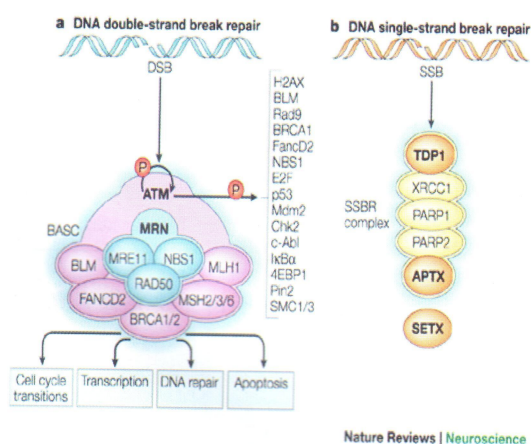 a DNA double-strand break repair
DSB
P
ATM
P
H2AX
BLM
Rad9
BRCA1
FancD2
NBS1
E2F
p53
Mdm2
Chk2
c-Abl
IκBα
4EBP1
Pin2
SMC1/3
BASC
MRN
BLM
MRE11
NBS1
MLH1
RAD50
FANCD2
MSH2/3/6
BRCA1/2
Cell cycle
transitions
Transcription
DNA repair
Apoptosis
b DNA single-strand break repair
SSB
TDP1
XRCC1
SSBR
complex
PARP1
PARP2
APTX
SETX
Nature Reviews | Neuroscience